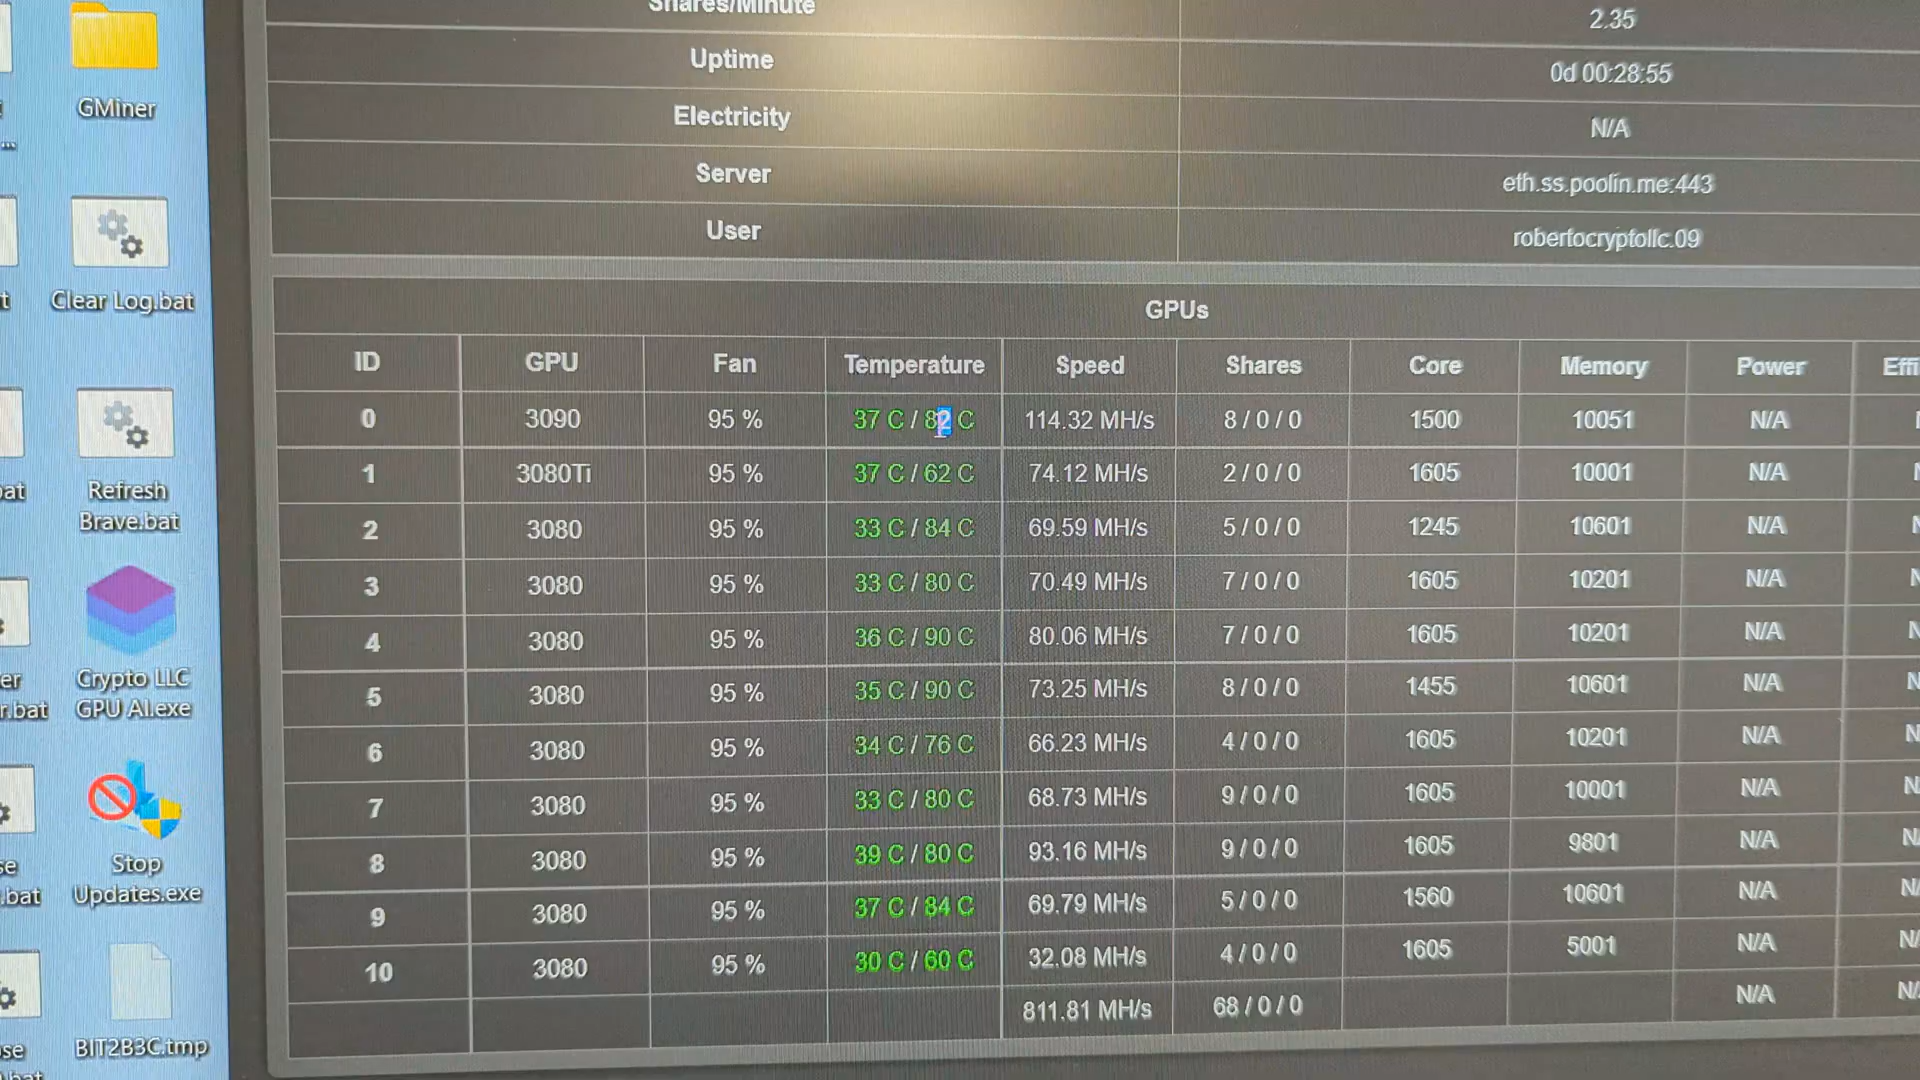 Shares/Minute 2.35
Uptime 0d 00:28:55
Electricity N/A
Server eth.ss.poolin.me:443
User robertocryptollc.09
GPUs
ID GPU Fan Temperature Speed Shares Core Memory Power Effi
0 3090 95 % 37 C / 82 C 114.32 MH/s 8 / 0 / 0 1500 10051 N/A
1 3080Ti 95 % 37 C / 62 C 74.12 MH/s 2 / 0 / 0 1605 10001 N/A
2 3080 95 % 33 C / 84 C 69.59 MH/s 5 / 0 / 0 1245 10601 N/A
3 3080 95 % 33 C / 80 C 70.49 MH/s 7 / 0 / 0 1605 10201 N/A
4 3080 95 % 36 C / 90 C 80.06 MH/s 7 / 0 / 0 1605 10201 N/A
5 3080 95 % 35 C / 90 C 73.25 MH/s 8 / 0 / 0 1455 10601 N/A
6 3080 95 % 34 C / 76 C 66.23 MH/s 4 / 0 / 0 1605 10201 N/A
7 3080 95 % 33 C / 80 C 68.73 MH/s 9 / 0 / 0 1605 10001 N/A
8 3080 95 % 39 C / 80 C 93.16 MH/s 9 / 0 / 0 1605 9801 N/A
9 3080 95 % 37 C / 84 C 69.79 MH/s 5 / 0 / 0 1560 10601 N/A
10 3080 95 % 30 C / 60 C 32.08 MH/s 4 / 0 / 0 1605 5001 N/A
811.81 MH/s 68 / 0 / 0 N/A
GMiner
Clear Log.bat
Refresh
Brave.bat
Crypto LLC
GPU AI.exe
Stop
Updates.exe
BIT2B3C.tmp